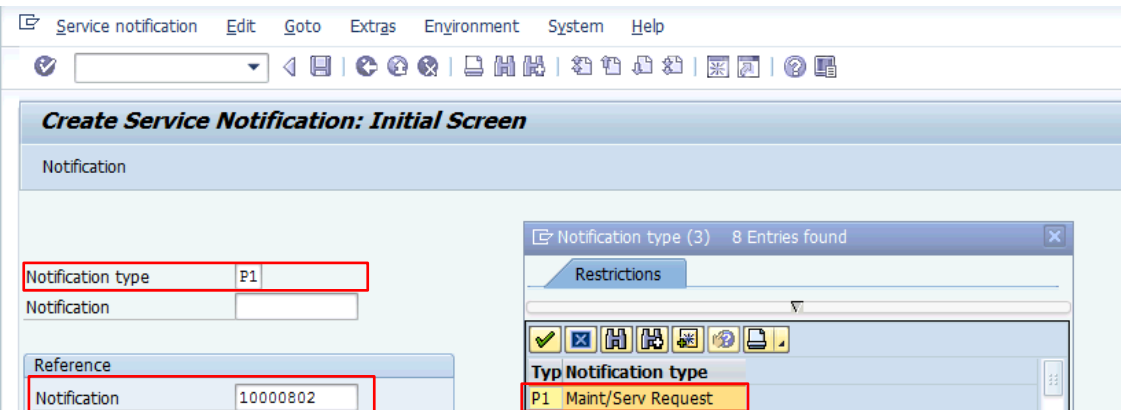 Service notification Edit Goto Extras Environment System Help
Create Service Notification: Initial Screen
Notification
Notification type P1
Notification
Reference
Notification 10000802
Notification type (3) 8 Entries found
Restrictions
Typ Notification type
P1 Maint/Serv Request